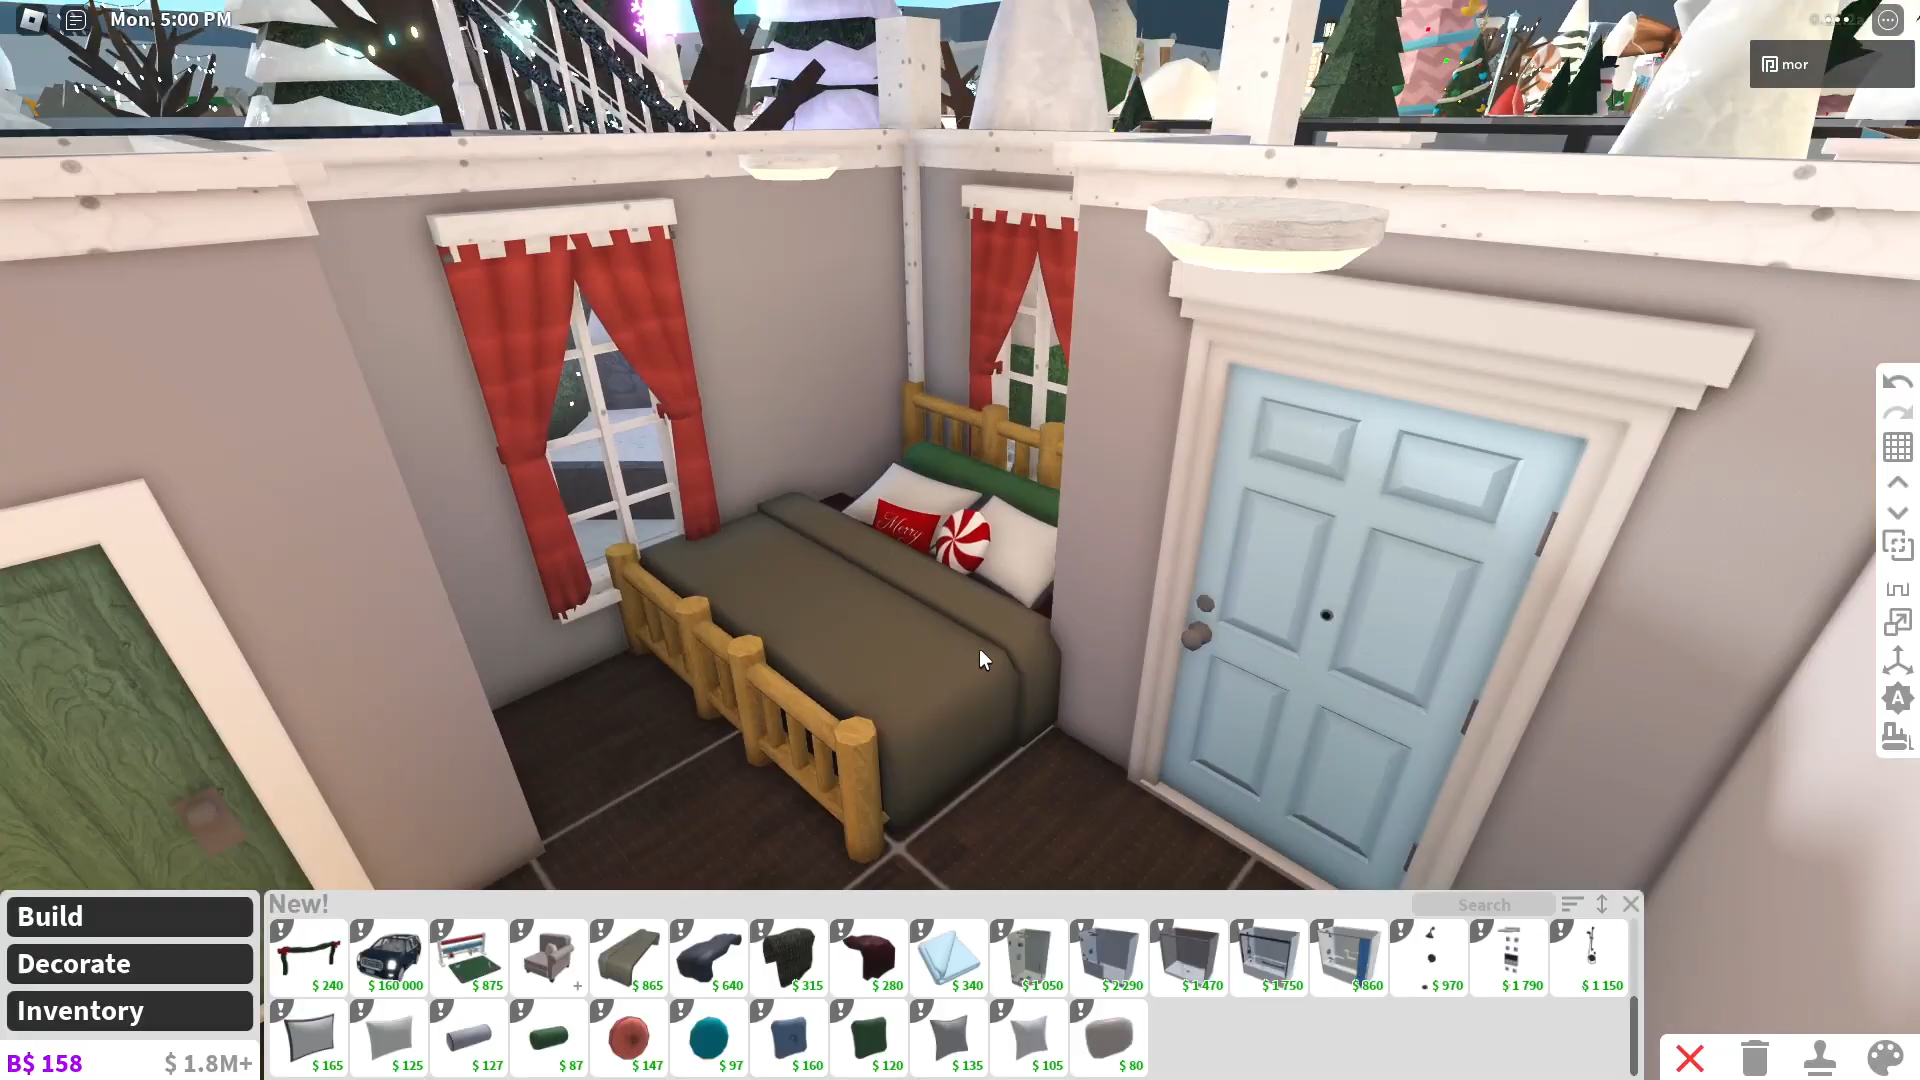 Mon. 5:00 PM
mor
Merry
Build
Decorate
Inventory
B$ 158
$ 1.8M+
New!
Search
$ 240
$ 160 000
$ 875
+
$ 865
$ 640
$ 315
$ 280
$ 340
$ 1 050
$ 2 290
$ 1 470
$ 1 750
$ 860
$ 970
$ 1 790
$ 1 150
$ 165
$ 125
$ 127
$ 87
$ 147
$ 97
$ 160
$ 120
$ 135
$ 105
$ 80
A